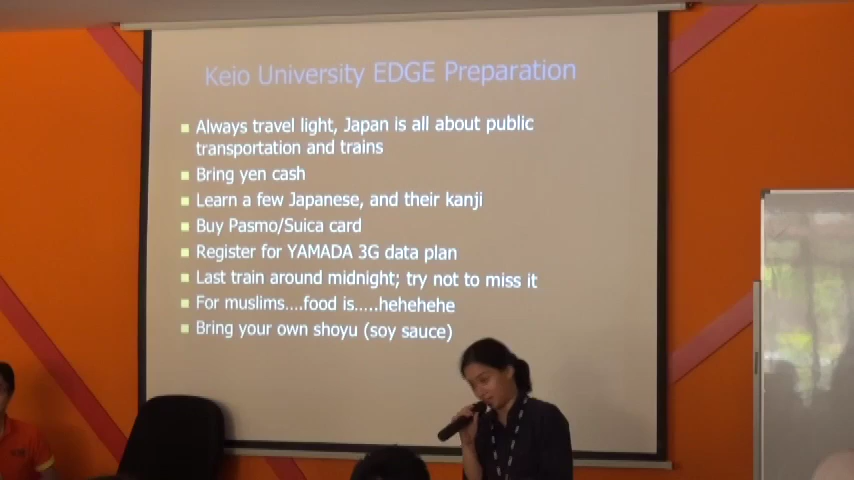 Keio University EDGE Preparation
Always travel light, Japan is all about public
transportation and trains
Bring yen cash
Learn a few Japanese, and their kanji
Buy Pasmo/Suica card
Register for YAMADA 3G data plan
Last train around midnight; try not to miss it
For muslims....food is.....hehehehe
Bring your own shoyu (soy sauce)